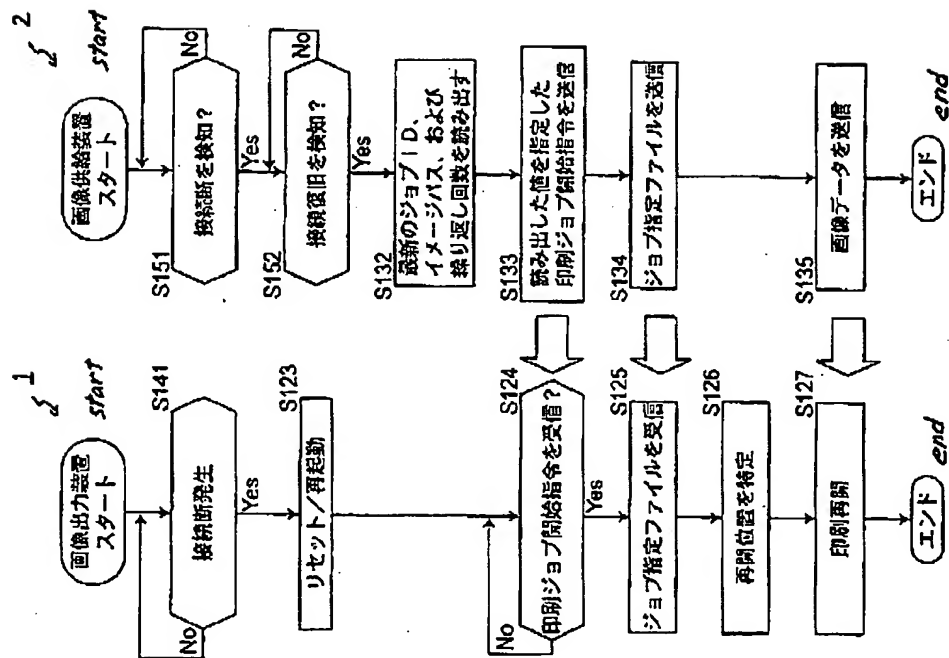 1
start
画像出力装置
スタート
S141
接続断発生
No
Yes
S123
リセット/再起動
S124
印刷ジョブ開始指令を受信?
No
Yes
S125
ジョブ指定ファイルを受信
S126
再開位置を特定
S127
印刷再開
エンド
end
2
start
画像供給装置
スタート
S151
接続断を検知?
No
Yes
S152
接続復旧を検知?
No
Yes
S132
最新のジョブID、
イメージパス、および
繰り返し回数を読み出す
S133
読み出した値を指定した
印刷ジョブ開始指令を送信
S134
ジョブ指定ファイルを送信
S135
画像データを送信
エンド
end